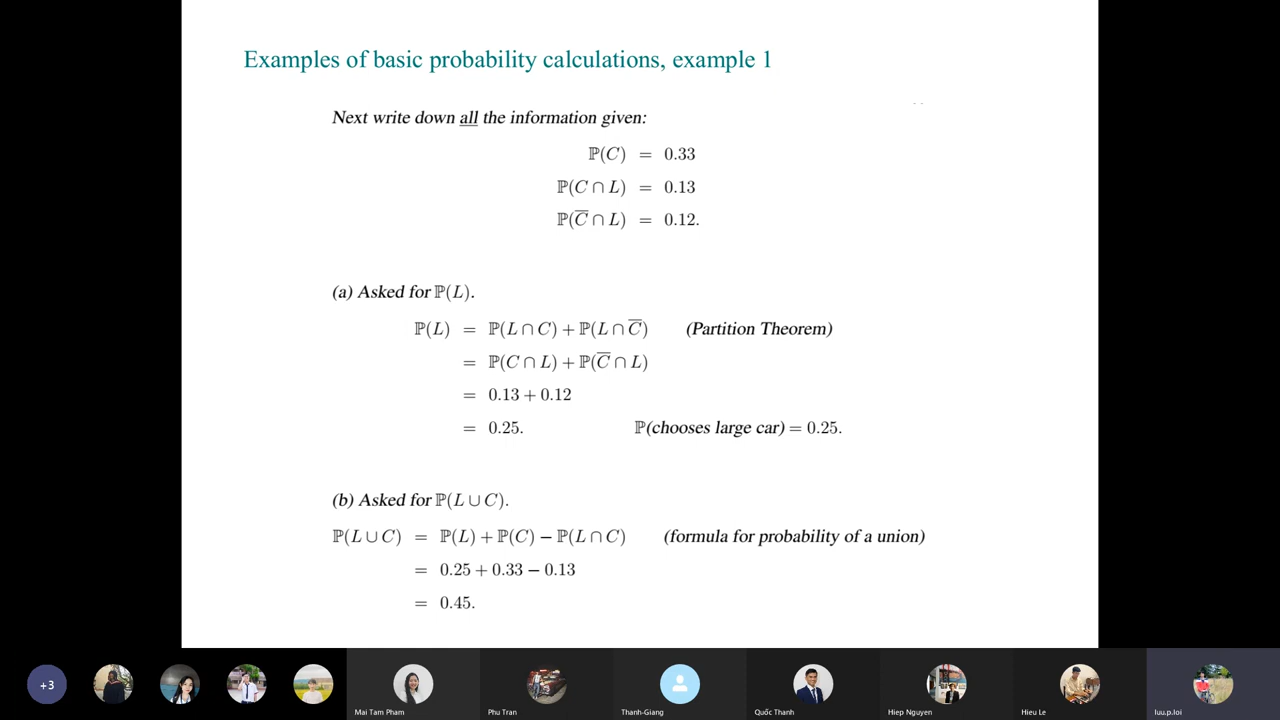 Examples of basic probability calculations, example 1
Next write down all the information given:
ℙ(C) = 0.33
ℙ(C ∩ L) = 0.13
ℙ(C̅ ∩ L) = 0.12.
(a) Asked for ℙ(L).
ℙ(L) = ℙ(L ∩ C) + ℙ(L ∩ C̅) (Partition Theorem)
= ℙ(C ∩ L) + ℙ(C̅ ∩ L)
= 0.13 + 0.12
= 0.25. ℙ(chooses large car) = 0.25.
(b) Asked for ℙ(L ∪ C).
ℙ(L ∪ C) = ℙ(L) + ℙ(C) − ℙ(L ∩ C) (formula for probability of a union)
= 0.25 + 0.33 − 0.13
= 0.45.
+3
Mai Tam Pham
Phu Tran
Thanh-Giang
Quốc Thanh
Hiep Nguyen
Hieu Le
luu.p.loi